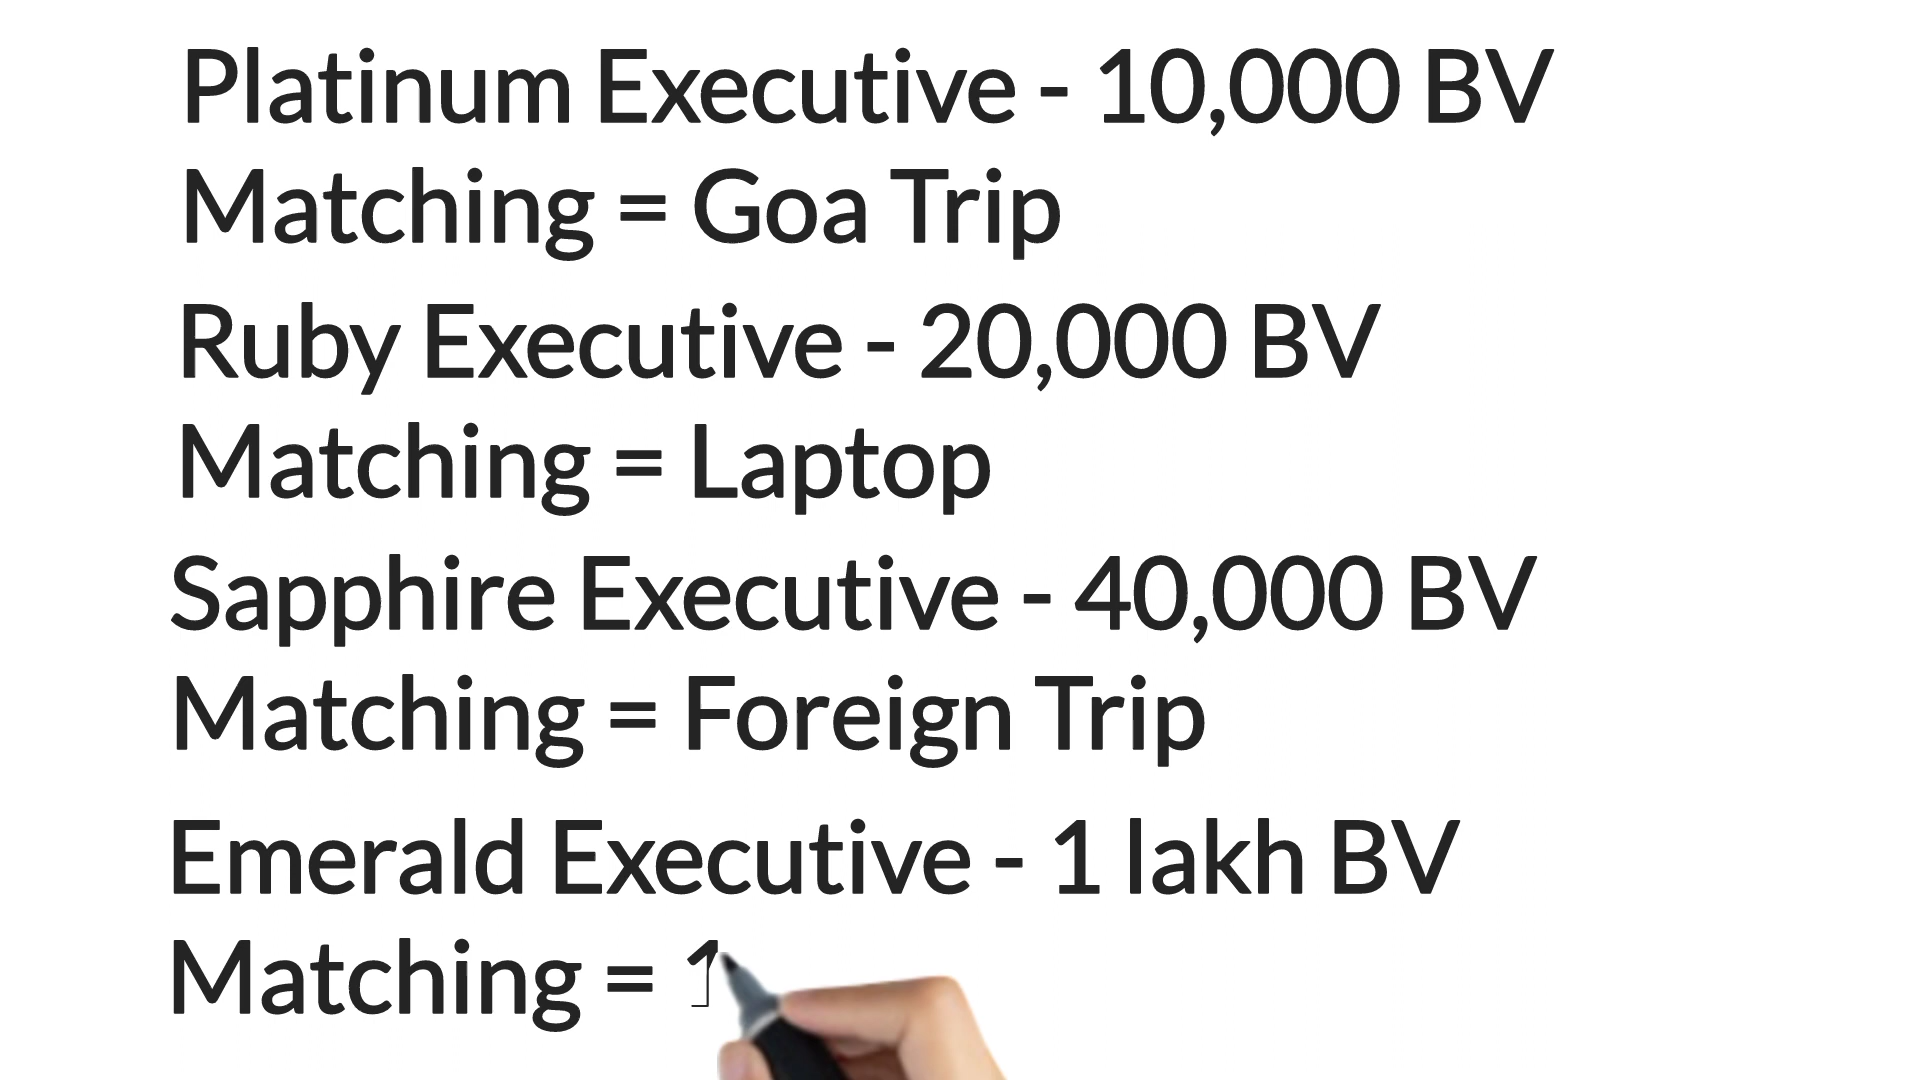 Platinum Executive - 10,000 BV
Matching = Goa Trip
Ruby Executive - 20,000 BV
Matching = Laptop
Sapphire Executive - 40,000 BV
Matching = Foreign Trip
Emerald Executive - 1 lakh BV
Matching = 1